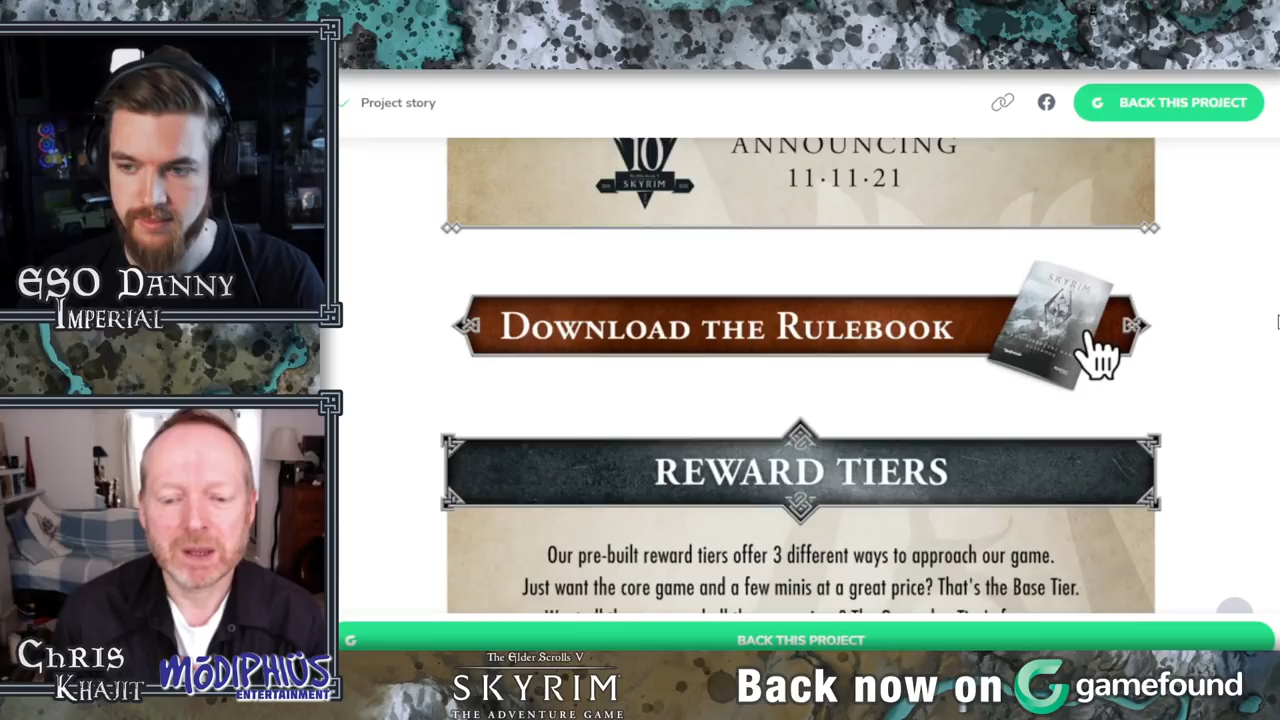 Project story
BACK THIS PROJECT
10
SKYRIM
ANNOUNCING
11·11·21
DOWNLOAD THE RULEBOOK
SKYRIM
REWARD TIERS
Our pre-built reward tiers offer 3 different ways to approach our game.
Just want the core game and a few minis at a great price? That's the Base Tier.
BACK THIS PROJECT
ESO DANNY
IMPERIAL
CHRIS
KHAJIT
MŌDIPHIÜS
ENTERTAINMENT
The Elder Scrolls V
SKYRIM
THE ADVENTURE GAME
Back now on
gamefound